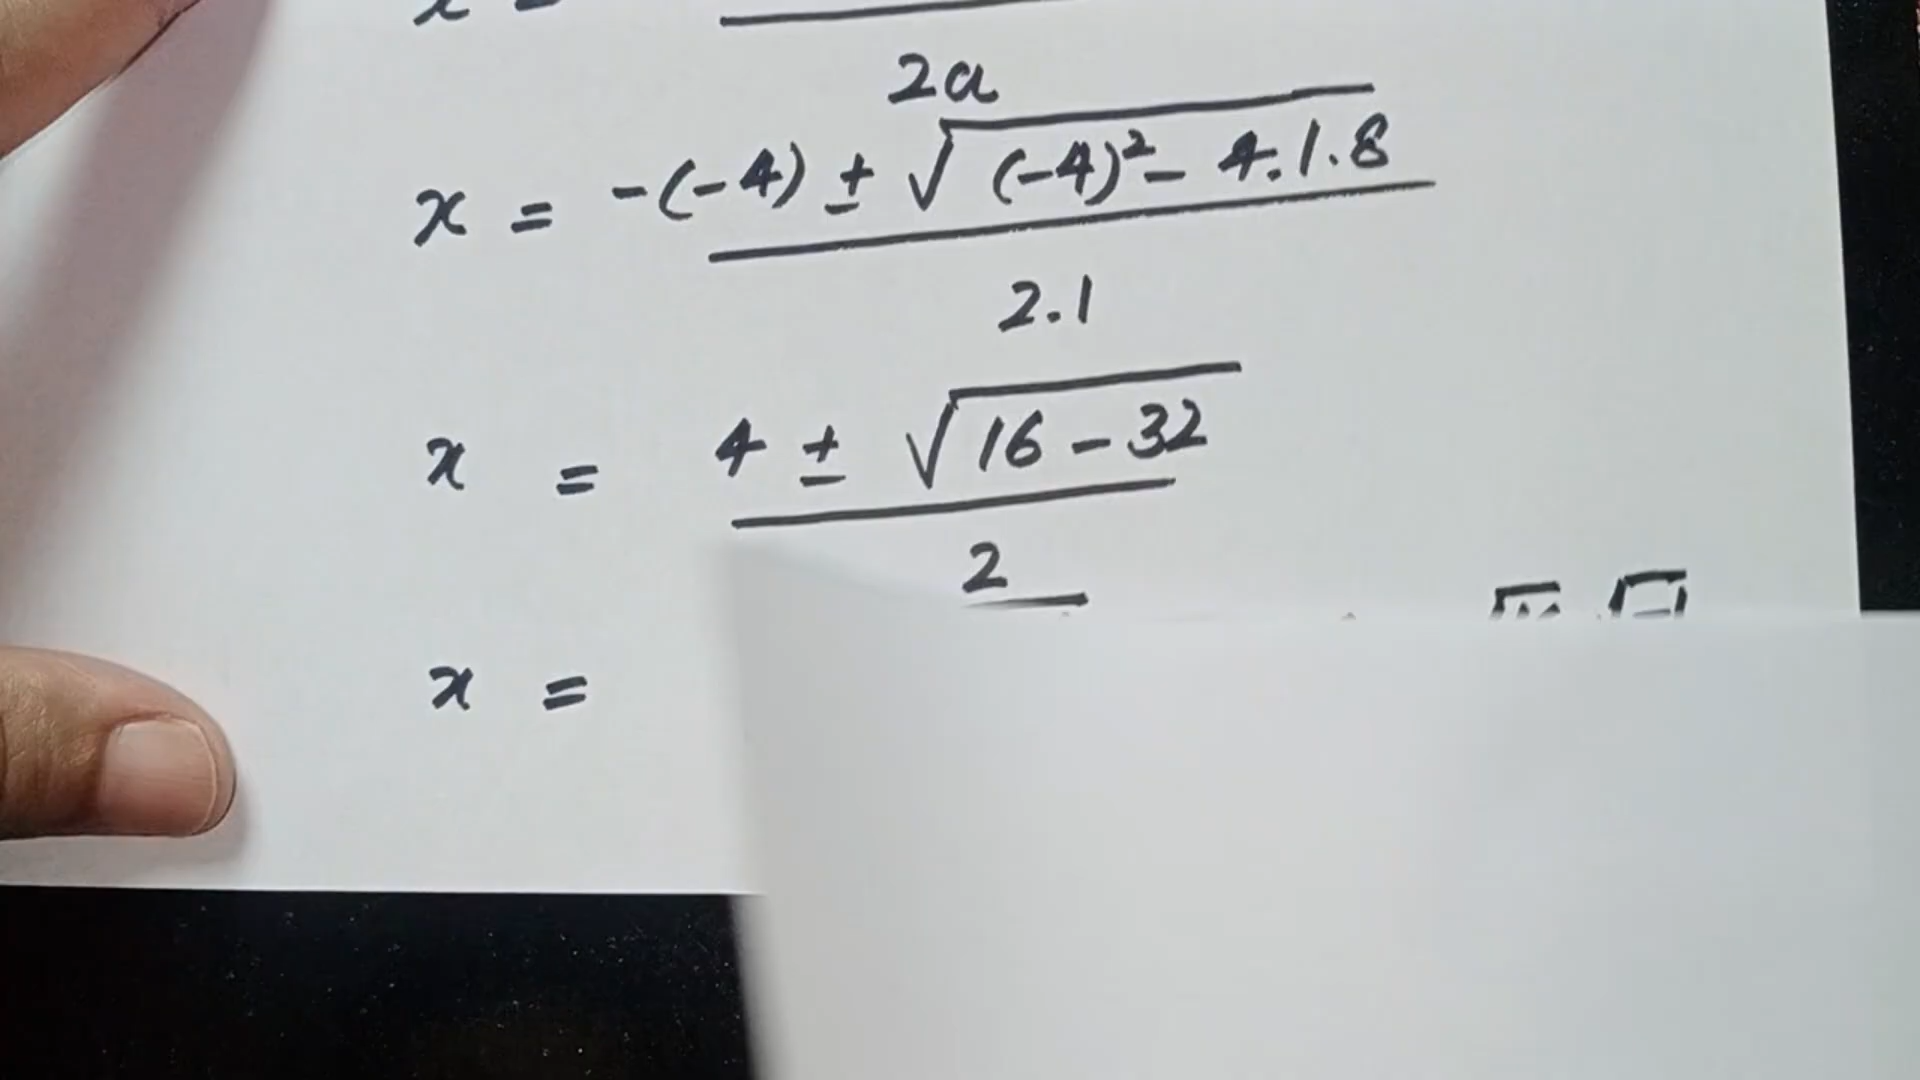 x =
2a
x = -(-4) ± √(-4)² - 4.1.8
2.1
x = 4 ± √16 - 32
2
x =